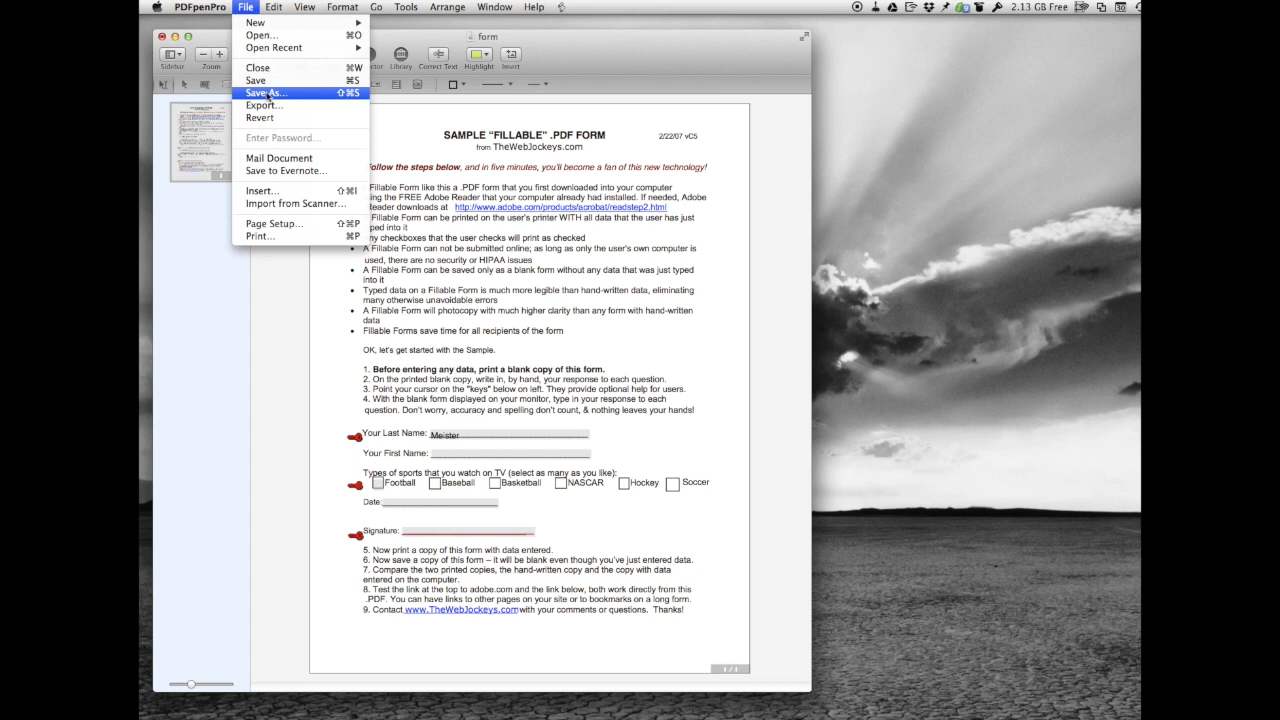 PDFpenPro File Edit View Format Go Tools Arrange Window Help 2.13 GB Free
New
Open... ⌘O
Open Recent
Close ⌘W
Save ⌘S
Save As... ⇧⌘S
Export...
Revert
Enter Password...
Mail Document
Save to Evernote...
Insert... ⇧⌘I
Import from Scanner...
Page Setup... ⇧⌘P
Print... ⌘P
form
Sidebar Zoom Library Correct Text Highlight Insert
SAMPLE “FILLABLE” .PDF FORM 2/22/07 vC5
from TheWebJockeys.com
Follow the steps below, and in five minutes, you'll become a fan of this new technology!
Fillable Form like this a .PDF form that you first downloaded into your computer
using the FREE Adobe Reader that your computer already had installed. If needed, Adobe
eader downloads at http://www.adobe.com/products/acrobat/readstep2.html
Fillable Form can be printed on the user's printer WITH all data that the user has just
ped into it
ny checkboxes that the user checks will print as checked
• A Fillable Form can not be submitted online; as long as only the user's own computer is
used, there are no security or HIPAA issues
• A Fillable Form can be saved only as a blank form without any data that was just typed
into it
• Typed data on a Fillable Form is much more legible than hand-written data, eliminating
many otherwise unavoidable errors
• A Fillable Form will photocopy with much higher clarity than any form with hand-written
data
• Fillable Forms save time for all recipients of the form
OK, let's get started with the Sample.
1. Before entering any data, print a blank copy of this form.
2. On the printed blank copy, write in, by hand, your response to each question.
3. Point your cursor on the "keys" below on left. They provide optional help for users.
4. With the blank form displayed on your monitor, type in your response to each
question. Don't worry, accuracy and spelling don't count, & nothing leaves your hands!
Your Last Name: Meister
Your First Name:
Types of sports that you watch on TV (select as many as you like):
Football Baseball Basketball NASCAR Hockey Soccer
Date:
Signature:
5. Now print a copy of this form with data entered.
6. Now save a copy of this form – it will be blank even though you've just entered data.
7. Compare the two printed copies, the hand-written copy and the copy with data
entered on the computer.
8. Test the link at the top to adobe.com and the link below, both work directly from this
.PDF. You can have links to other pages on your site or to bookmarks on a long form.
9. Contact www.TheWebJockeys.com with your comments or questions. Thanks!
1 / 1